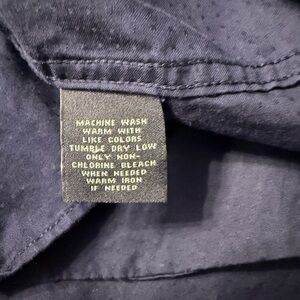 MACHINE WASH
WARM WITH
LIKE COLORS
TUMBLE DRY LOW
ONLY NON-
CHLORINE BLEACH
WHEN NEEDED
WARM IRON
IF NEEDED